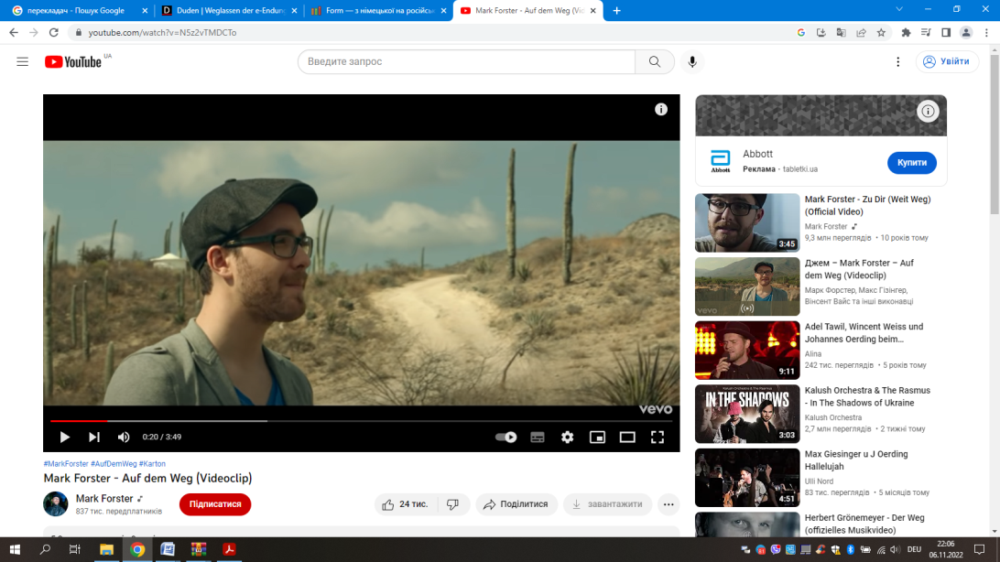 перекладач - Пошук Google
Duden | Weglassen der e-Endung
Form — з німецької на російськ
Mark Forster - Auf dem Weg (Vid
youtube.com/watch?v=N5z2vTMDCTo
YouTube UA
Введите запрос
Увійти
Abbott
Abbott
Реклама · tabletki.ua
Купити
vevo
0:20 / 3:49
Mark Forster - Zu Dir (Weit Weg)
(Official Video)
Mark Forster
9,3 млн переглядів • 10 років тому
3:45
Джем – Mark Forster – Auf
dem Weg (Videoclip)
Марк Форстер, Макс Гізінгер,
Вінсент Вайс та інші виконавці
vevo
Adel Tawil, Wincent Weiss und
Johannes Oerding beim...
Alina
242 тис. переглядів • 5 років тому
9:11
Kalush Orchestra & The Rasmus
- In The Shadows of Ukraine
Kalush Orchestra
2,7 млн переглядів • 2 тижні тому
IN THE SHADOWS
3:03
Max Giesinger u J Oerding
Hallelujah
Ulli Nord
83 тис. переглядів • 5 місяців тому
4:51
Herbert Grönemeyer - Der Weg
(offizielles Musikvideo)
#MarkForster #AufDemWeg #Karton
Mark Forster - Auf dem Weg (Videoclip)
Mark Forster
837 тис. передплатників
Підписатися
24 тис.
Поділитися
завантажити
DEU
22:06
06.11.2022